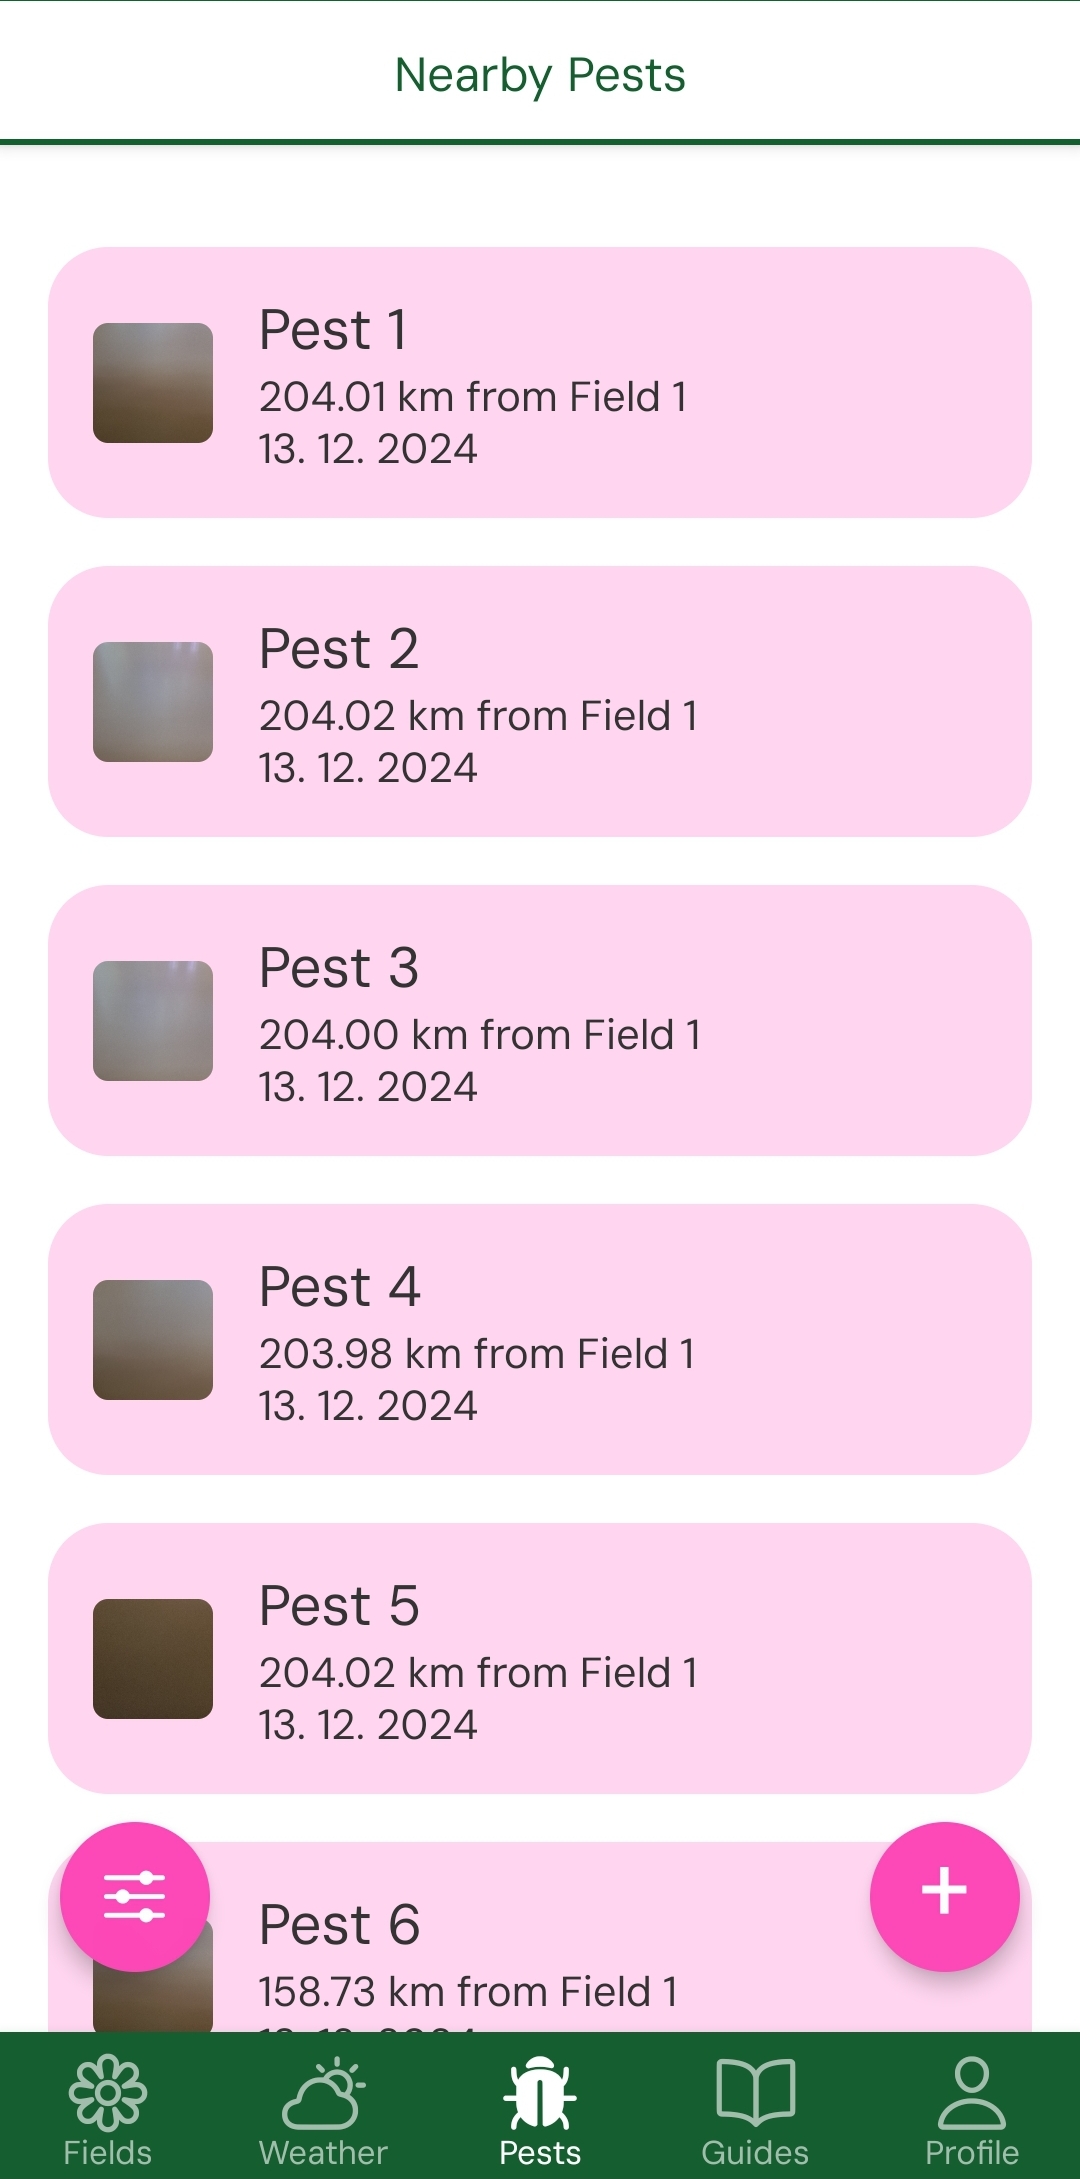 Nearby Pests
Pest 1
204.01 km from Field 1
13. 12. 2024
Pest 2
204.02 km from Field 1
13. 12. 2024
Pest 3
204.00 km from Field 1
13. 12. 2024
Pest 4
203.98 km from Field 1
13. 12. 2024
Pest 5
204.02 km from Field 1
13. 12. 2024
Pest 6
158.73 km from Field 1
Fields
Weather
Pests
Guides
Profile